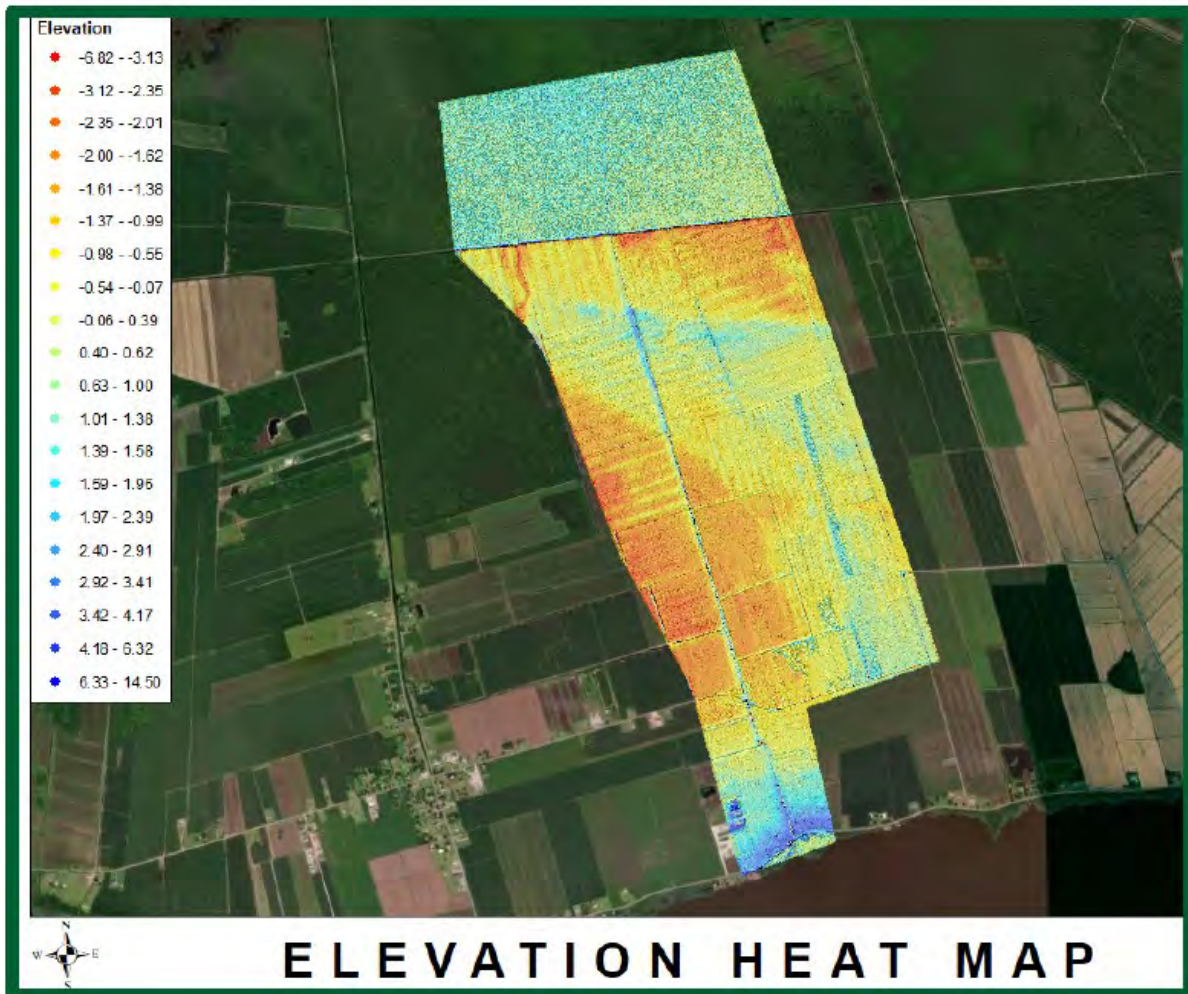 Elevation
-6.82 - -3.13
-3.12 - -2.35
-2.35 - -2.01
-2.00 - -1.62
-1.61 - -1.38
-1.37 - -0.99
-0.98 - -0.55
-0.54 - -0.07
-0.06 - 0.39
0.40 - 0.62
0.63 - 1.00
1.01 - 1.38
1.39 - 1.58
1.59 - 1.96
1.97 - 2.39
2.40 - 2.91
2.92 - 3.41
3.42 - 4.17
4.18 - 6.32
6.33 - 14.50
N
W E
S
ELEVATION HEAT MAP